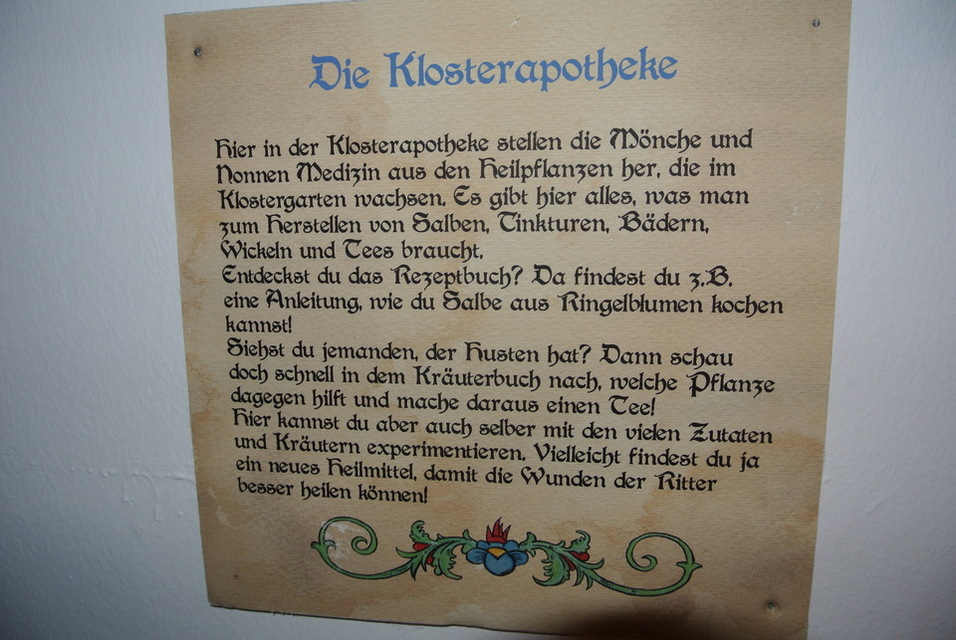 Die Klosterapotheke
Hier in der Klosterapotheke stellen die Mönche und
Nonnen Medizin aus den Heilpflanzen her, die im
Klostergarten wachsen. Es gibt hier alles, was man
zum Herstellen von Salben, Tinkturen, Bädern,
Wickeln und Tees braucht.
Entdeckst du das Rezeptbuch? Da findest du z.B.
eine Anleitung, wie du Salbe aus Ringelblumen kochen
kannst!
Siehst du jemanden, der Husten hat? Dann schau
doch schnell in dem Kräuterbuch nach, welche Pflanze
dagegen hilft und mache daraus einen Tee!
Hier kannst du aber auch selber mit den vielen Zutaten
und Kräutern experimentieren. Vielleicht findest du ja
ein neues Heilmittel, damit die Wunden der Ritter
besser heilen können!